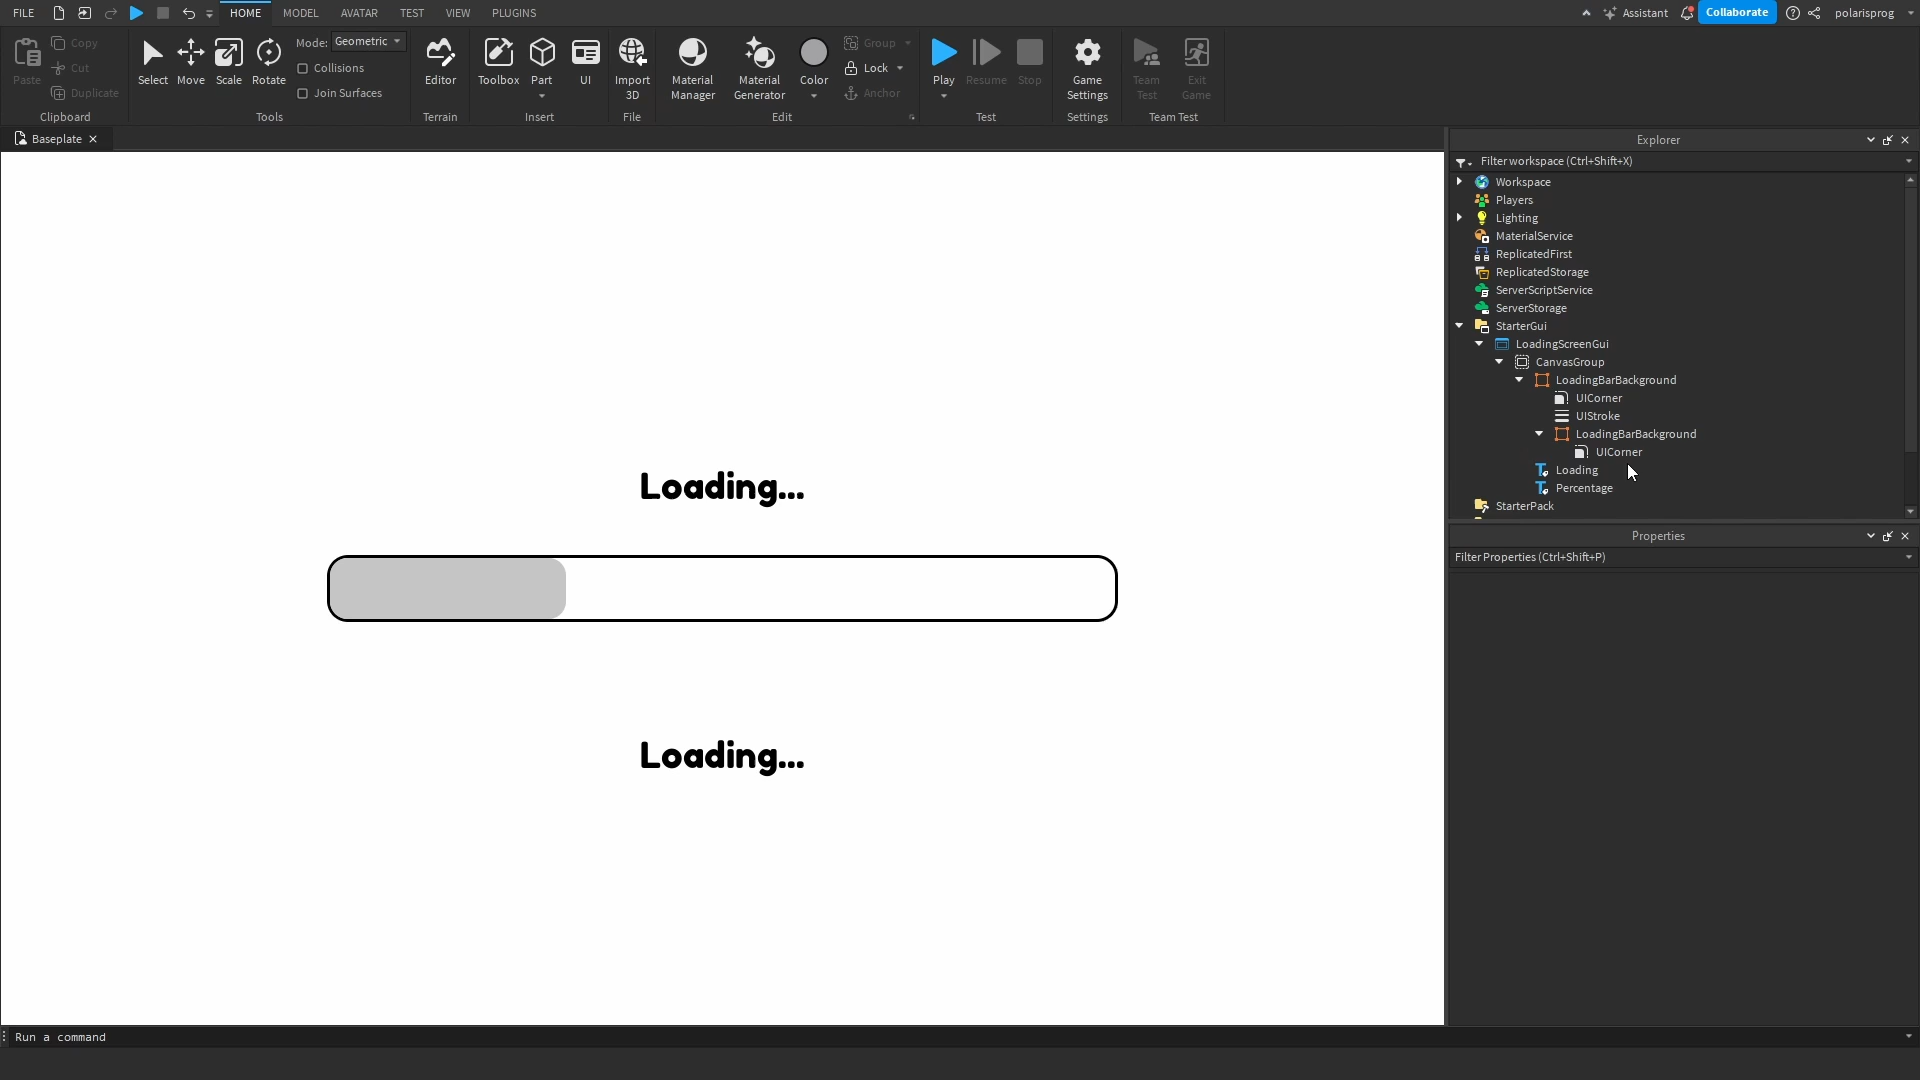 FILE HOME MODEL AVATAR TEST VIEW PLUGINS Assistant Collaborate polarisprog
Paste Copy Cut Duplicate
Clipboard
Select Move Scale Rotate Mode: Geometric
Collisions
Join Surfaces
Tools
Editor
Terrain
Toolbox Part UI
Insert
Import 3D
File
Material Manager Material Generator Color Group
Lock
Anchor
Edit
Play Resume Stop
Test
Game Settings
Settings
Team Test Exit Game
Team Test
Baseplate
Loading...
Loading...
Explorer
Filter workspace (Ctrl+Shift+X)
Workspace
Players
Lighting
MaterialService
ReplicatedFirst
ReplicatedStorage
ServerScriptService
ServerStorage
StarterGui
LoadingScreenGui
CanvasGroup
LoadingBarBackground
UICorner
UIStroke
LoadingBarBackground
UICorner
Loading
Percentage
StarterPack
Properties
Filter Properties (Ctrl+Shift+P)
Run a command